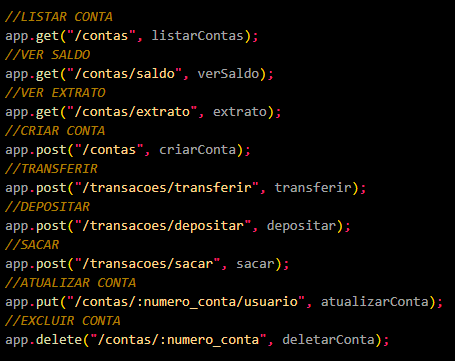 //LISTAR CONTA
app.get("/contas", listarContas);
//VER SALDO
app.get("/contas/saldo", verSaldo);
//VER EXTRATO
app.get("/contas/extrato", extrato);
//CRIAR CONTA
app.post("/contas", criarConta);
//TRANSFERIR
app.post("/transacoes/transferir", transferir);
//DEPOSITAR
app.post("/transacoes/depositar", depositar);
//SACAR
app.post("/transacoes/sacar", sacar);
//ATUALIZAR CONTA
app.put("/contas/:numero_conta/usuario", atualizarConta);
//EXCLUIR CONTA
app.delete("/contas/:numero_conta", deletarConta);